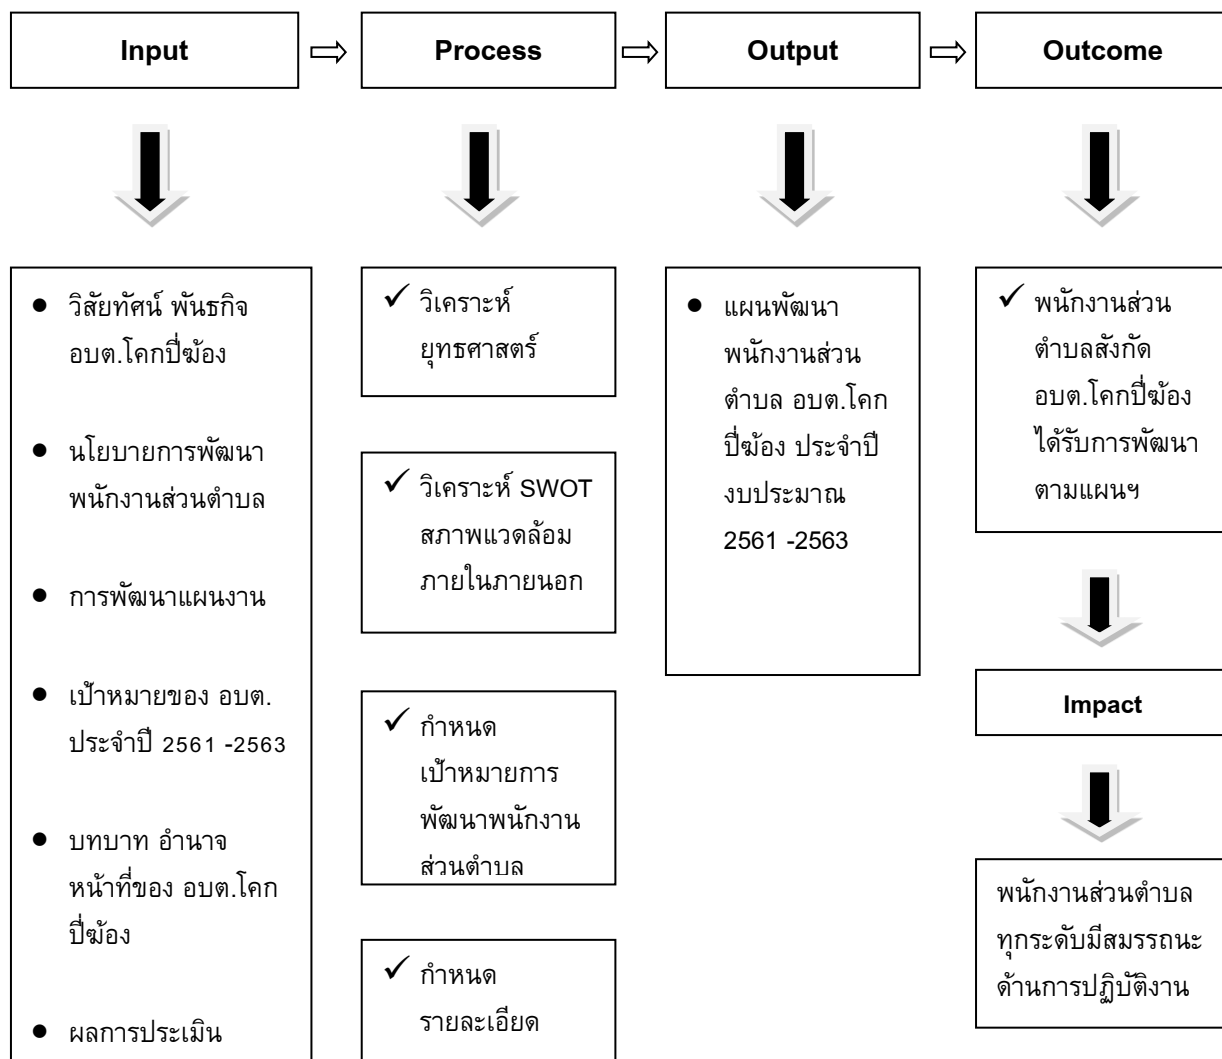 Input
Process
Output
Outcome
วิสัยทัศน์ พันธกิจ
อบต.โคกปี่ฆ้อง
นโยบายการพัฒนา
พนักงานส่วนตำบล
การพัฒนาแผนงาน
เป้าหมายของ อบต.
ประจำปี 2561 -2563
บทบาท อำนาจ
หน้าที่ของ อบต.โคก
ปี่ฆ้อง
ผลการประเมิน
วิเคราะห์
ยุทธศาสตร์
วิเคราะห์ SWOT
สภาพแวดล้อม
ภายในภายนอก
กำหนด
เป้าหมายการ
พัฒนาพนักงาน
ส่วนตำบล
กำหนด
รายละเอียด
แผนพัฒนา
พนักงานส่วน
ตำบล อบต.โคก
ปี่ฆ้อง ประจำปี
งบประมาณ
2561 -2563
พนักงานส่วน
ตำบลสังกัด
อบต.โคกปี่ฆ้อง
ได้รับการพัฒนา
ตามแผนฯ
Impact
พนักงานส่วนตำบล
ทุกระดับมีสมรรถนะ
ด้านการปฏิบัติงาน